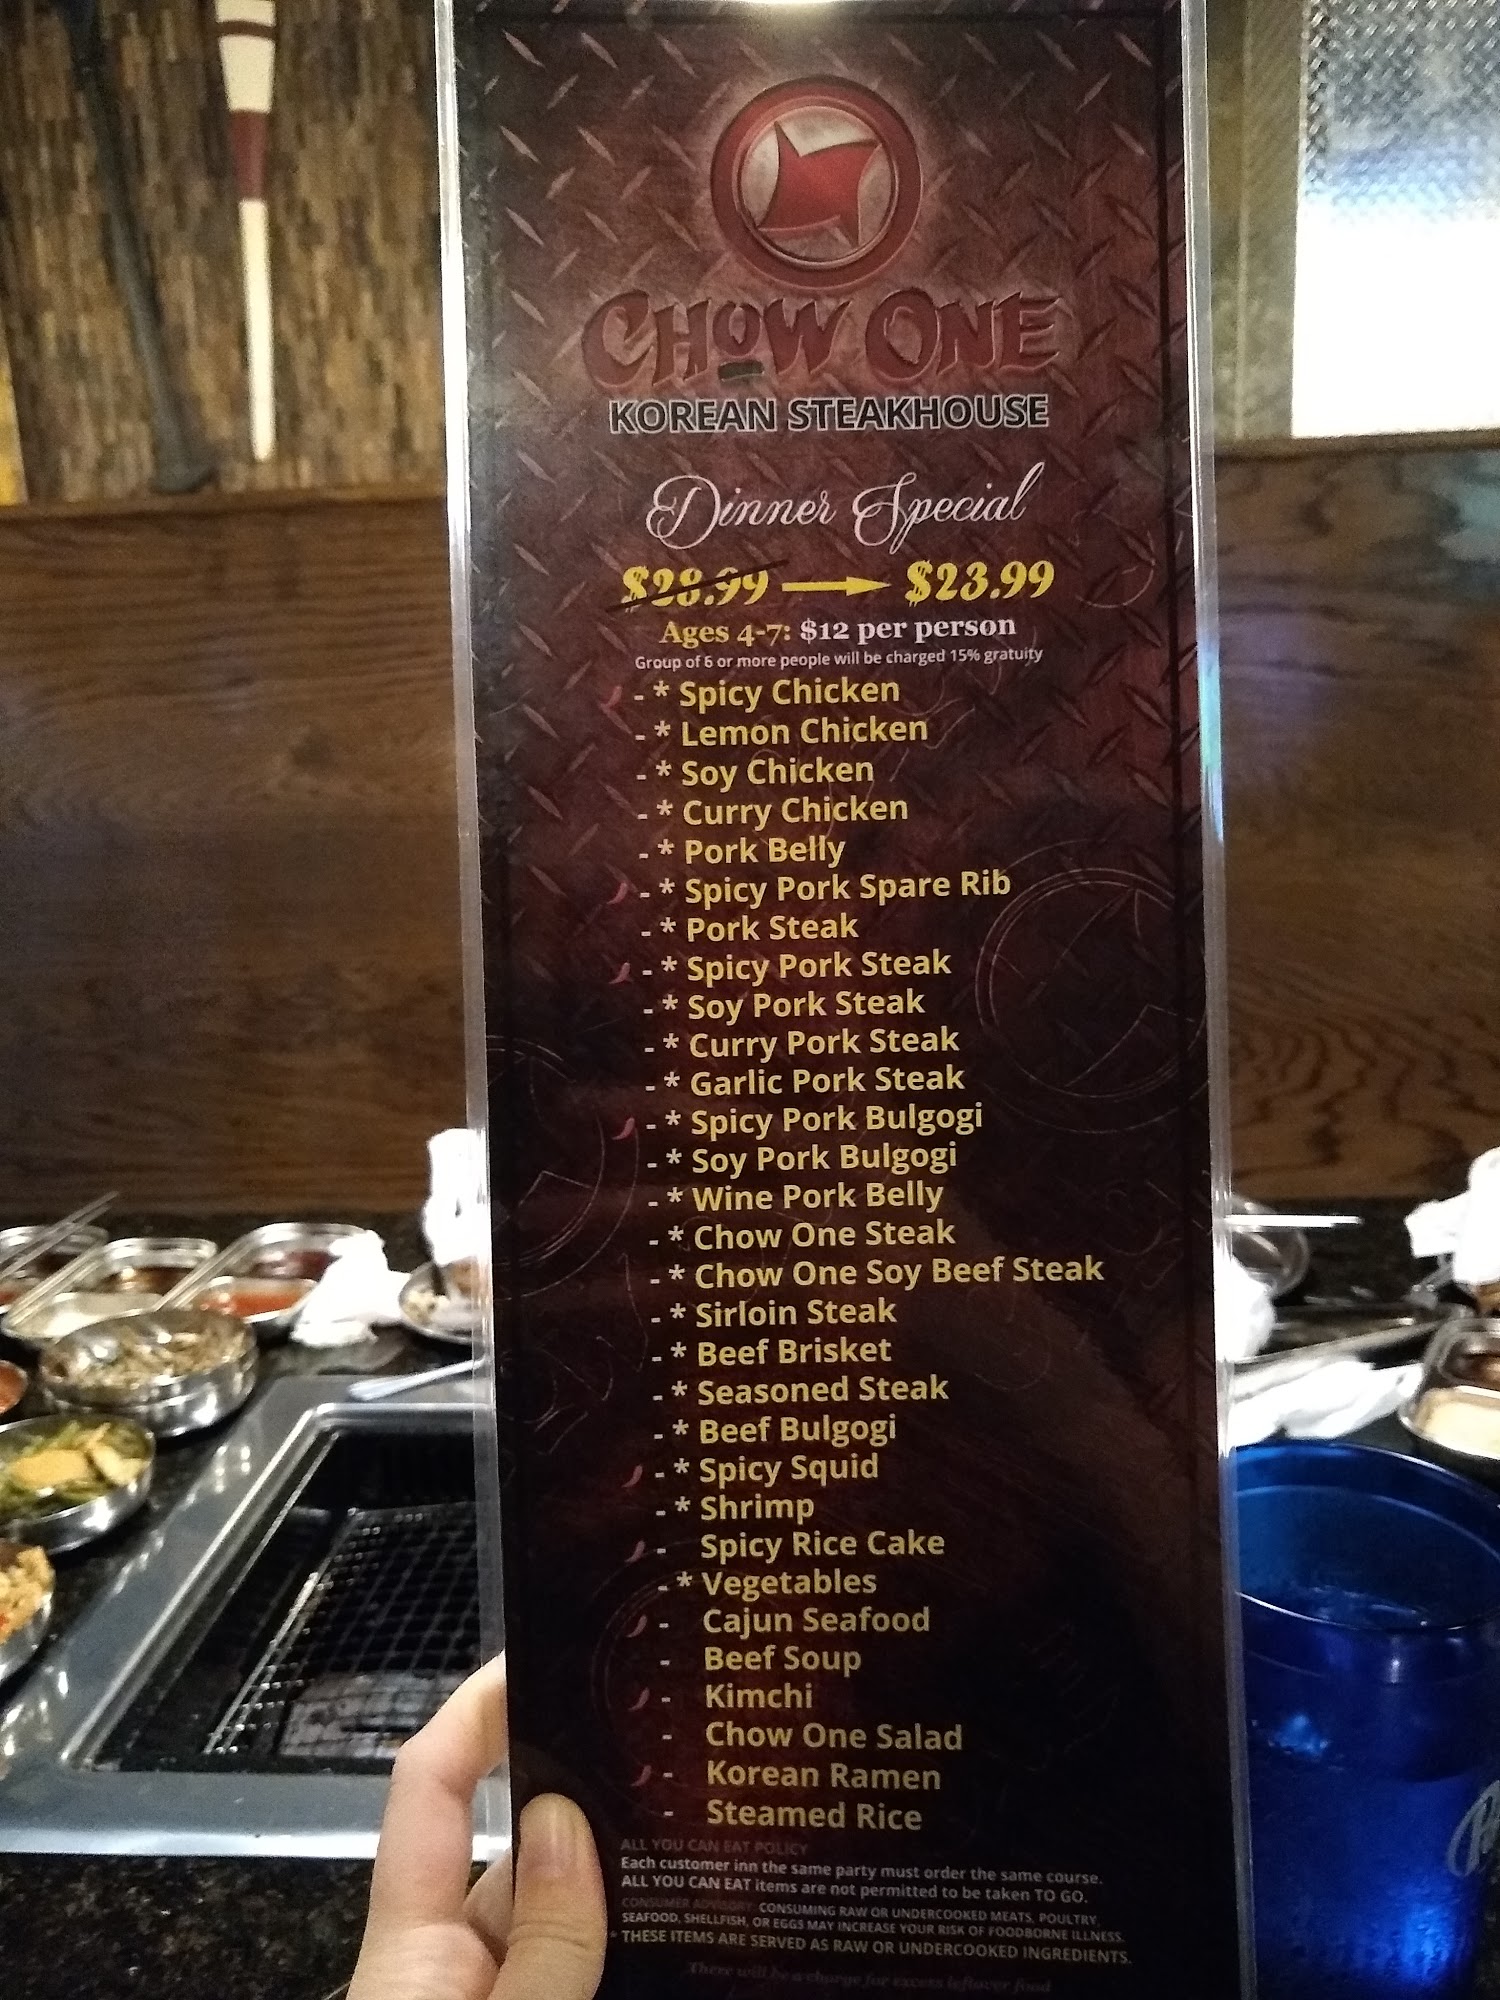 CHOW ONE
KOREAN STEAKHOUSE
Dinner Special
$28.99 $23.99
Ages 4-7: $12 per person
Group of 6 or more people will be charged 15% gratuity
- * Spicy Chicken
- * Lemon Chicken
- * Soy Chicken
- * Curry Chicken
- * Pork Belly
- * Spicy Pork Spare Rib
- * Pork Steak
- * Spicy Pork Steak
- * Soy Pork Steak
- * Curry Pork Steak
- * Garlic Pork Steak
- * Spicy Pork Bulgogi
- * Soy Pork Bulgogi
- * Wine Pork Belly
- * Chow One Steak
- * Chow One Soy Beef Steak
- * Sirloin Steak
- * Beef Brisket
- * Seasoned Steak
- * Beef Bulgogi
- * Spicy Squid
- * Shrimp
- Spicy Rice Cake
- * Vegetables
- Cajun Seafood
- Beef Soup
- Kimchi
- Chow One Salad
- Korean Ramen
- Steamed Rice
ALL YOU CAN EAT POLICY
Each customer inn the same party must order the same course.
ALL YOU CAN EAT items are not permitted to be taken TO GO.
CONSUMER ADVISORY: CONSUMING RAW OR UNDERCOOKED MEATS, POULTRY,
SEAFOOD, SHELLFISH, OR EGGS MAY INCREASE YOUR RISK OF FOODBORNE ILLNESS.
* THESE ITEMS ARE SERVED AS RAW OR UNDERCOOKED INGREDIENTS.
There will be a charge for excess leftover food